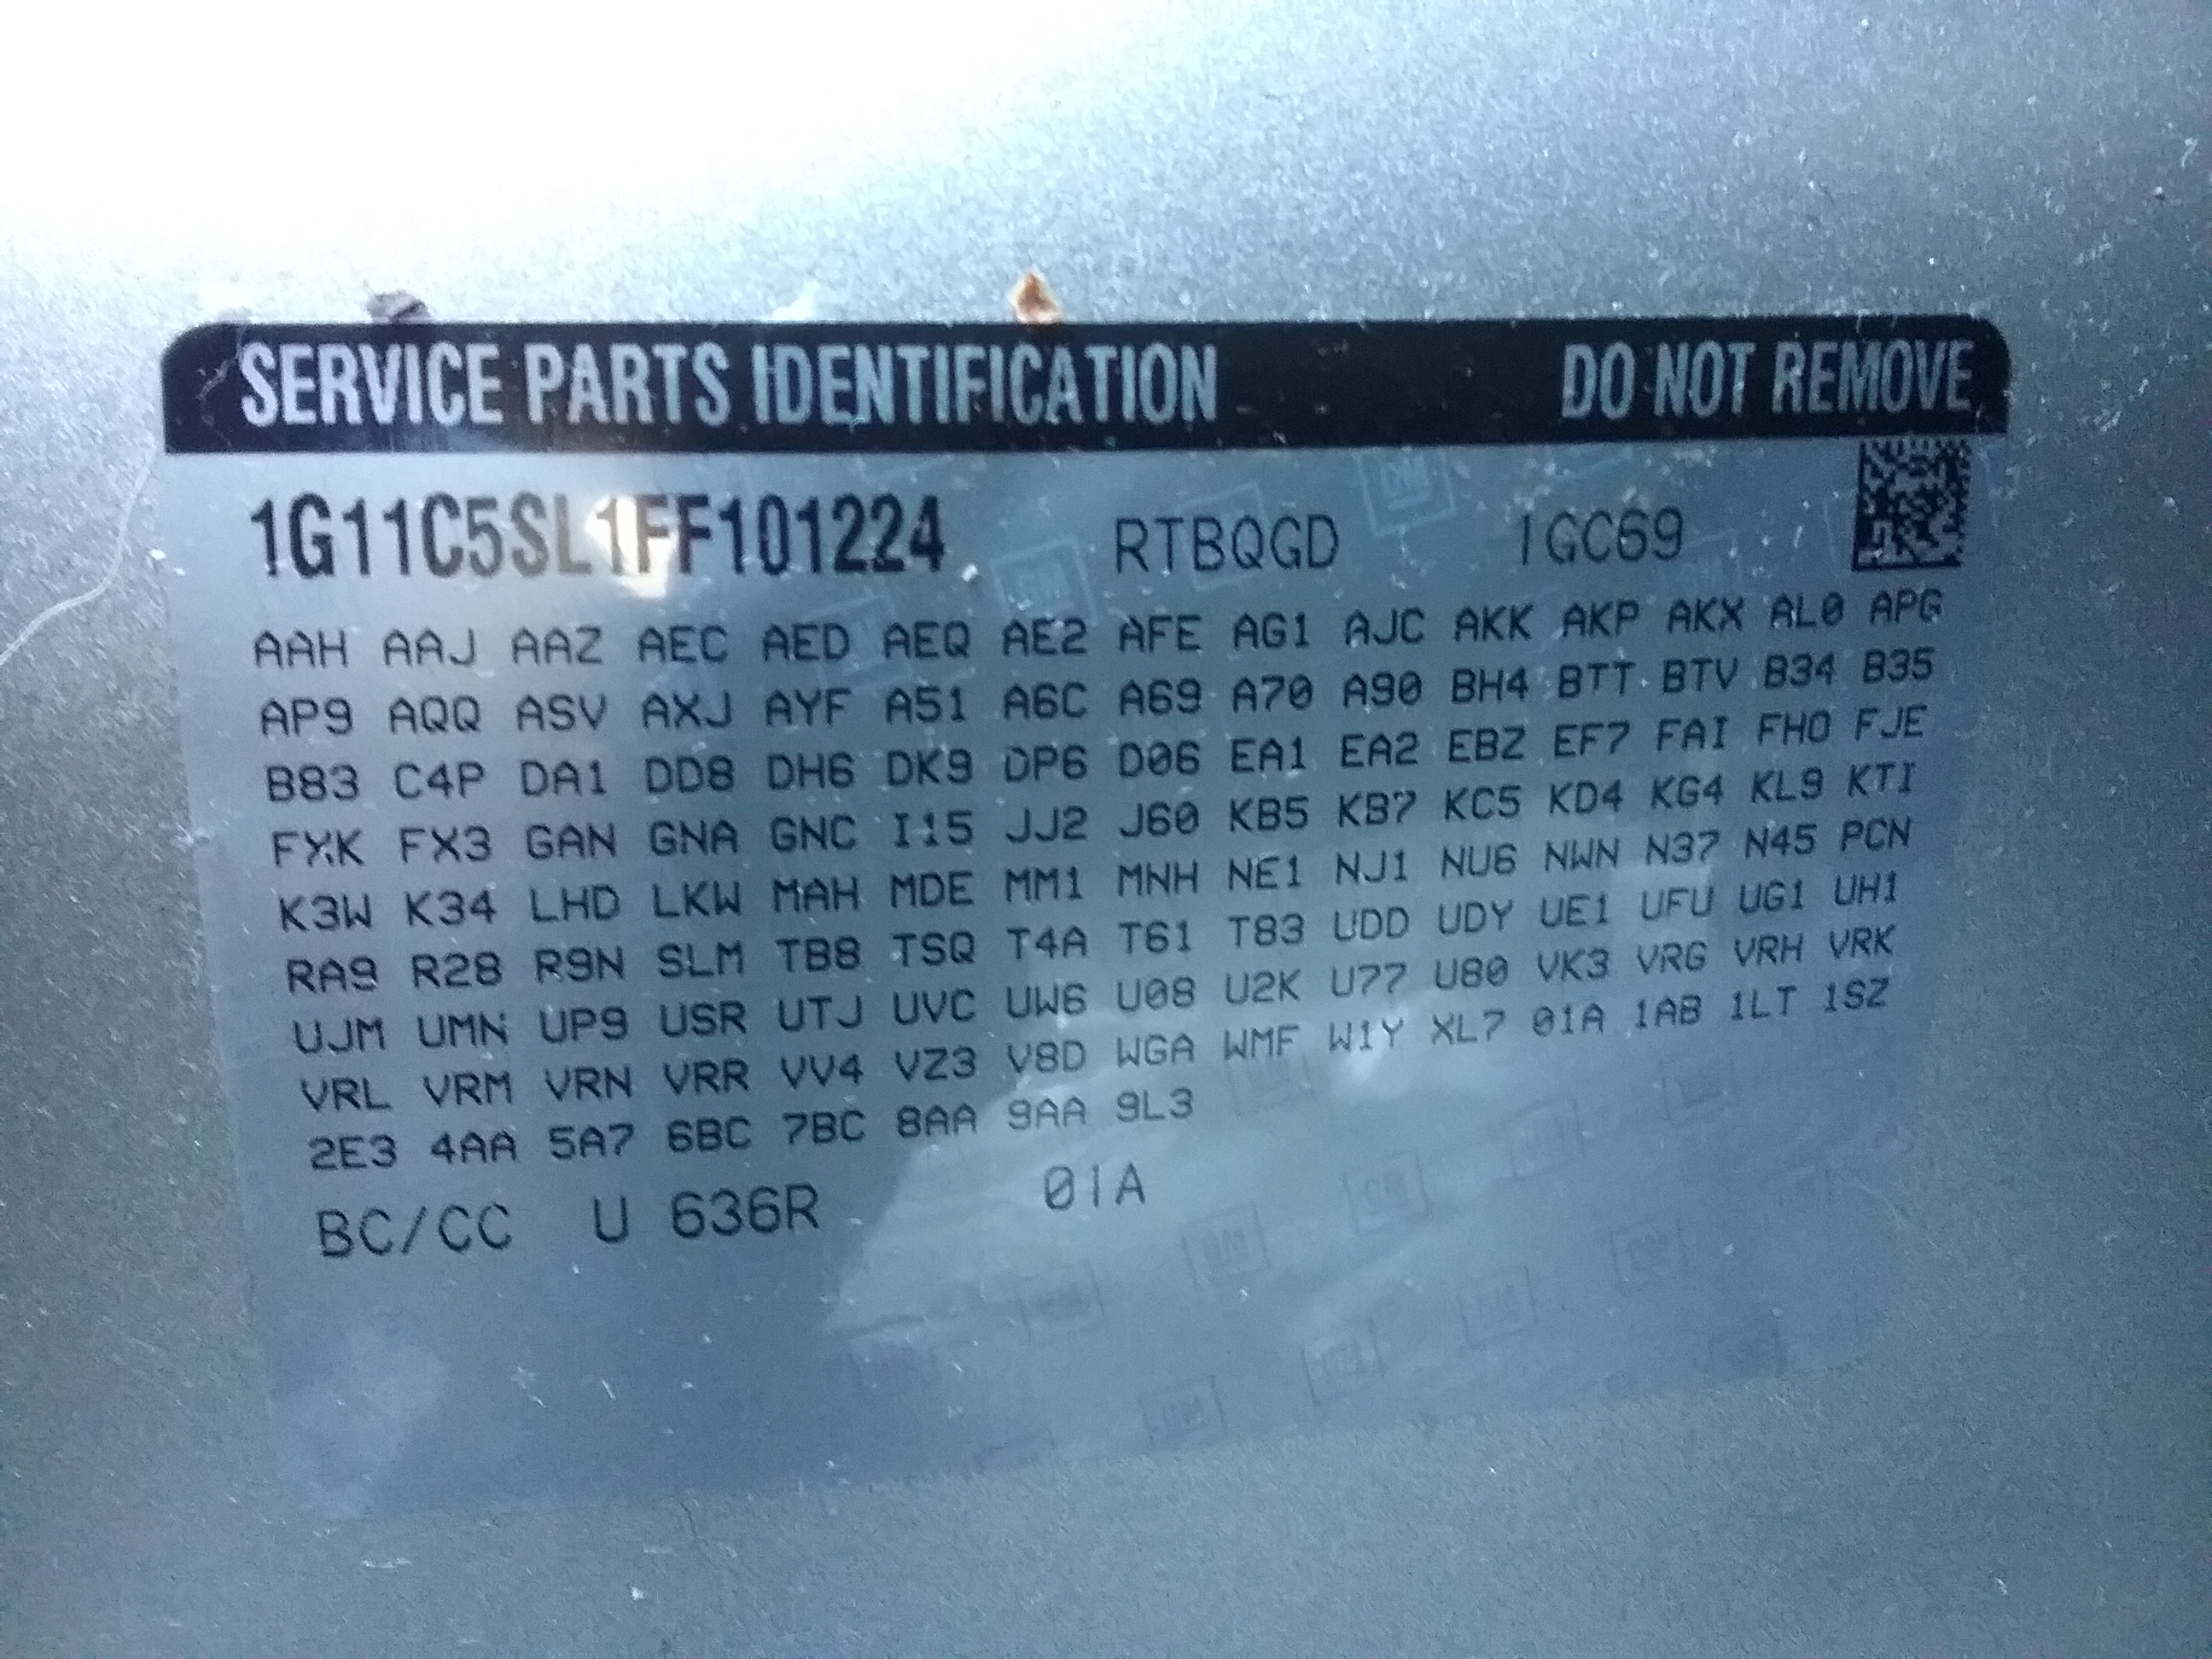 SERVICE PARTS IDENTIFICATION DO NOT REMOVE
1G11C5SL1FF101224 RTBQGD 1GC69
AAH AAJ AAZ AEC AED AEQ AE2 AFE AG1 AJC AKK AKP AKX AL0 APG
AP9 AQQ ASV AXJ AYF A51 A6C A69 A70 A90 BH4 BTT BTV B34 B35
B83 C4P DA1 DD8 DH6 DK9 DP6 D06 EA1 EA2 EBZ EF7 FAI FHO FJE
FXK FX3 GAN GNA GNC I15 JJ2 J60 KB5 KB7 KC5 KD4 KG4 KL9 KTI
K3W K34 LHD LKW MAH MDE MM1 MNH NE1 NJ1 NU6 NWN N37 N45 PCN
RA9 R28 R9N SLM TB8 TSQ T4A T61 T83 UDD UDY UE1 UFU UG1 UH1
UJM UMN UP9 USR UTJ UVC UW6 U08 U2K U77 U80 VK3 VRG VRH VRK
VRL VRM VRN VRR VV4 VZ3 V8D WGA WMF W1Y XL7 01A 1AB 1LT 1SZ
2E3 4AA 5A7 6BC 7BC 8AA 9AA 9L3
BC/CC U 636R 01A